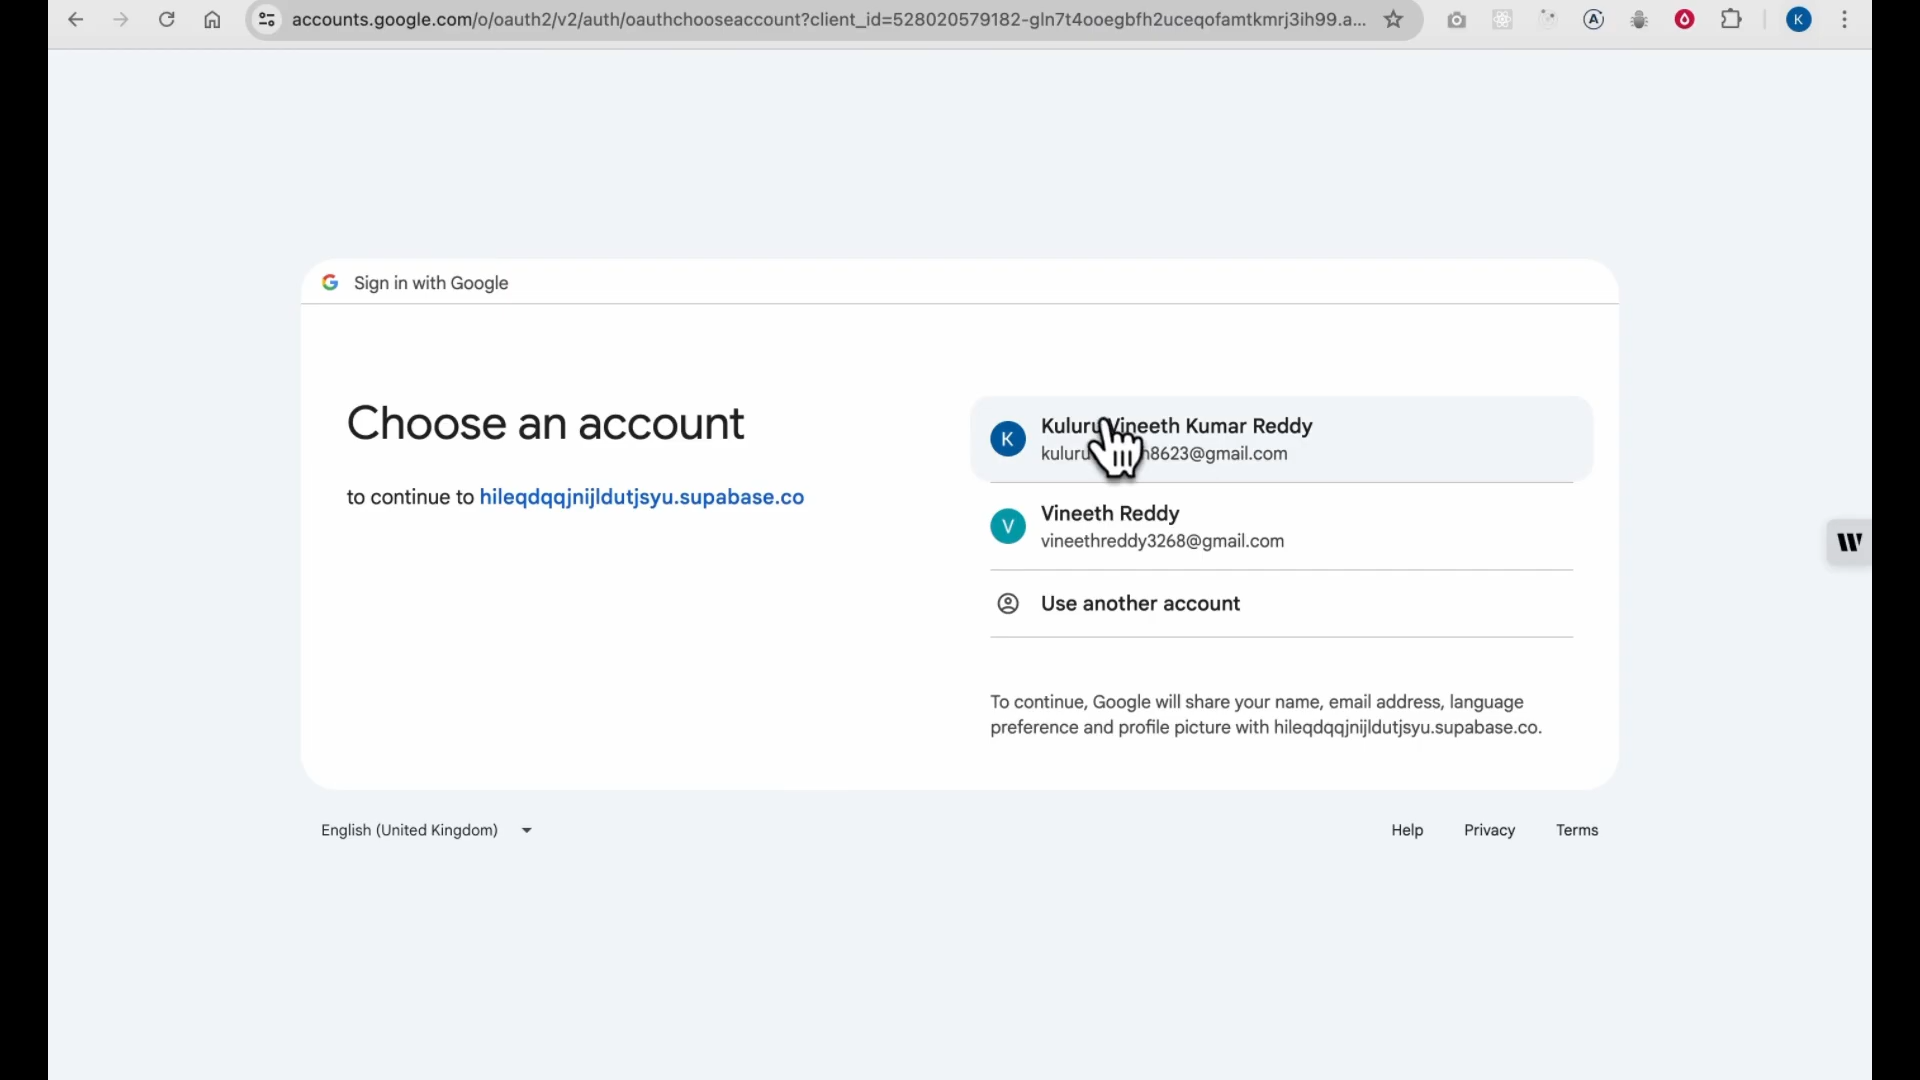 accounts.google.com/o/oauth2/v2/auth/oauthchooseaccount?client_id=528020579182-gln7t4ooegbfh2uceqofamtkmrj3ih99.a...
K
Sign in with Google
Choose an account
to continue to hileqdqqjnijldutjsyu.supabase.co
K
Kuluru Vineeth Kumar Reddy
8623@gmail.com
V
Vineeth Reddy
vineethreddy3268@gmail.com
Use another account
To continue, Google will share your name, email address, language
preference and profile picture with hileqdqqjnijldutjsyu.supabase.co.
English (United Kingdom)
Help
Privacy
Terms